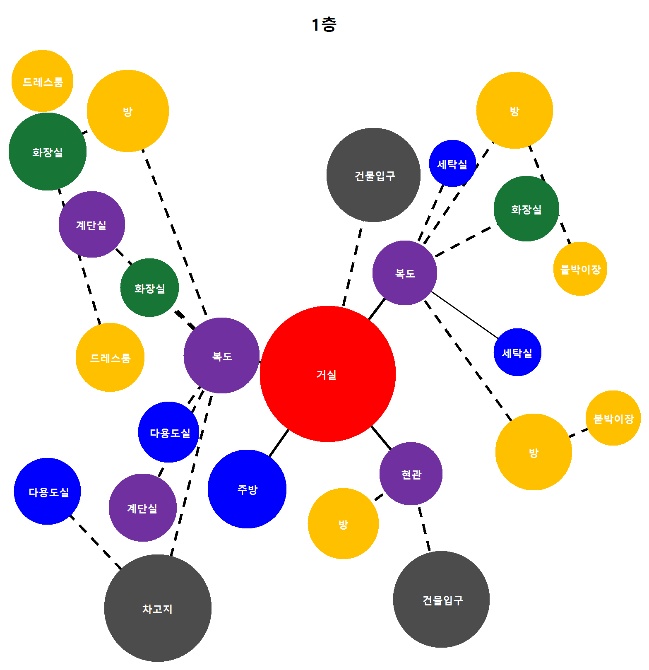 1층
드레스룸
방
방
화장실
건물입구
세탁실
계단실
화장실
복도
붙박이장
화장실
복도
거실
세탁실
드레스룸
다용도실
붙박이장
방
현관
다용도실
주방
계단실
방
차고지
건물입구